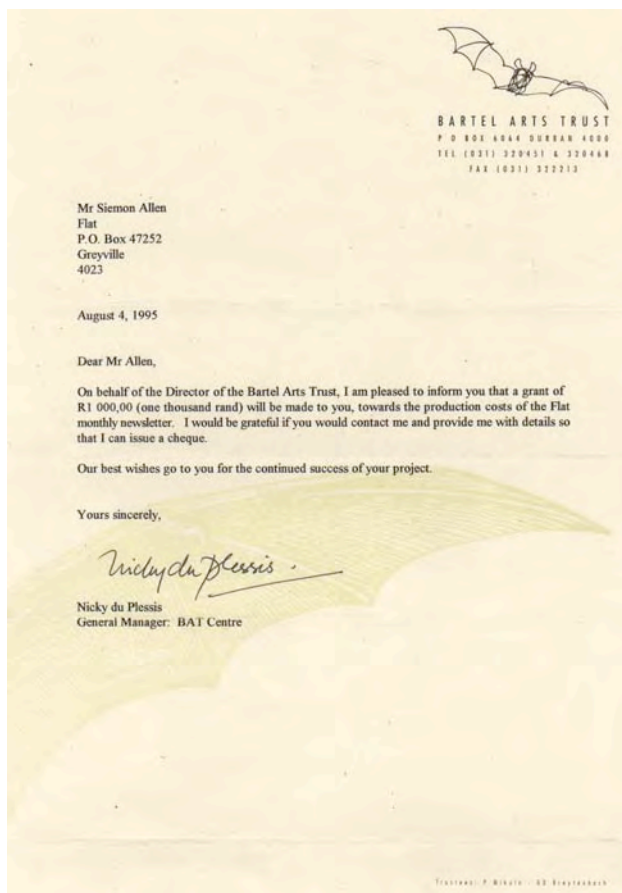 BARTEL ARTS TRUST
P O BOX 6064 DURBAN 4000
TEL (031) 320451 & 320468
FAX (031) 322213
Mr Siemon Allen
Flat
P.O. Box 47252
Greyville
4023
August 4, 1995
Dear Mr Allen,
On behalf of the Director of the Bartel Arts Trust, I am pleased to inform you that a grant of
R1 000,00 (one thousand rand) will be made to you, towards the production costs of the Flat
monthly newsletter. I would be grateful if you would contact me and provide me with details so
that I can issue a cheque.
Our best wishes go to you for the continued success of your project.
Yours sincerely,
Nicky du Plessis.
Nicky du Plessis
General Manager: BAT Centre
Trustees: P